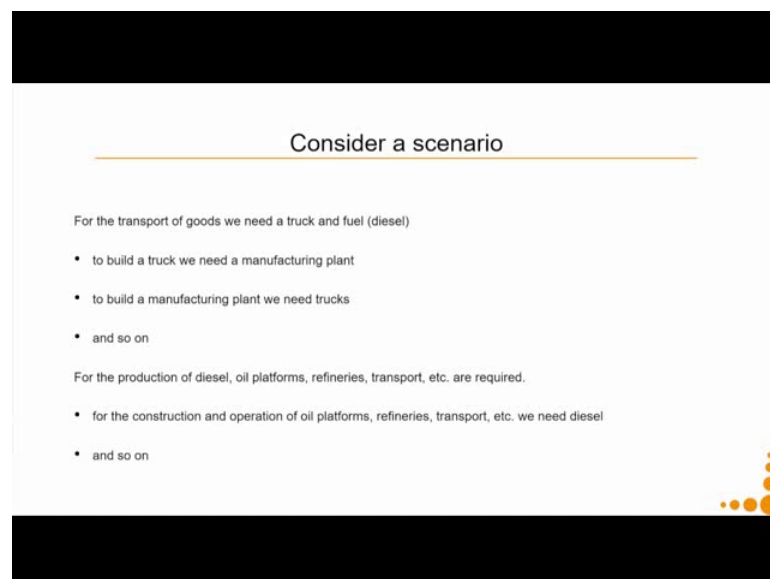 Consider a scenario
For the transport of goods we need a truck and fuel (diesel)
• to build a truck we need a manufacturing plant
• to build a manufacturing plant we need trucks
• and so on
For the production of diesel, oil platforms, refineries, transport, etc. are required.
• for the construction and operation of oil platforms, refineries, transport, etc. we need diesel
• and so on